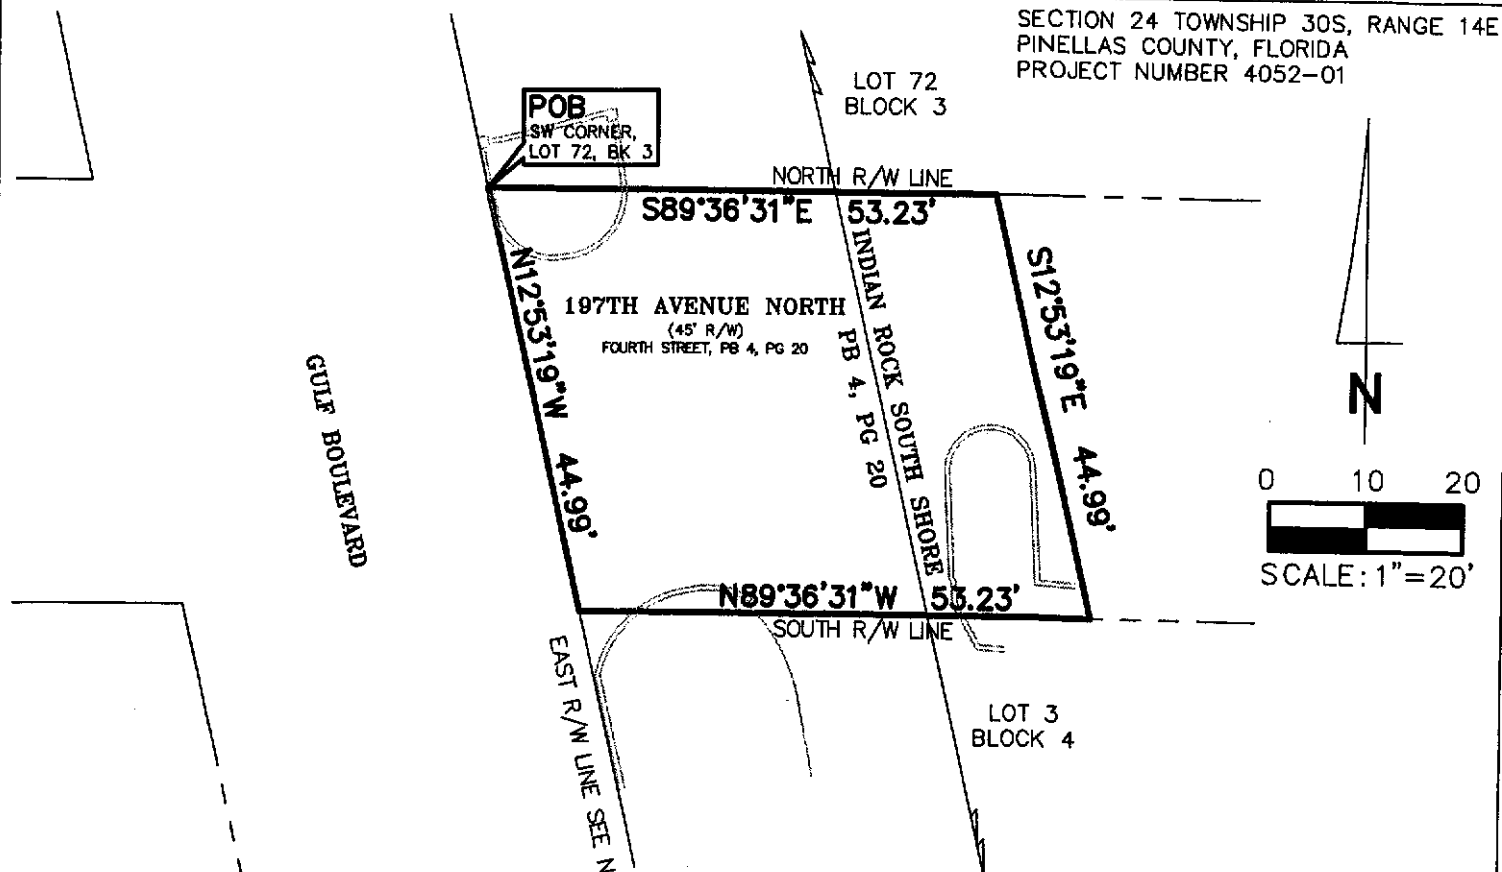 SECTION 24 TOWNSHIP 30S, RANGE 14E
PINELLAS COUNTY, FLORIDA
PROJECT NUMBER 4052-01
LOT 72
BLOCK 3
POB
SW CORNER,
LOT 72, BK 3
NORTH R/W LINE
S89°36'31"E 53.23'
N12°53'19"W 44.99'
197TH AVENUE NORTH
(45' R/W)
FOURTH STREET, PB 4, PG 20
INDIAN ROCK SOUTH SHORE
PB 4, PG 20
S12°53'19"E 44.99'
GULF BOULEVARD
N
0 10 20
SCALE: 1"=20'
N89°36'31"W 53.23'
SOUTH R/W LINE
EAST R/W LINE SEE N
LOT 3
BLOCK 4